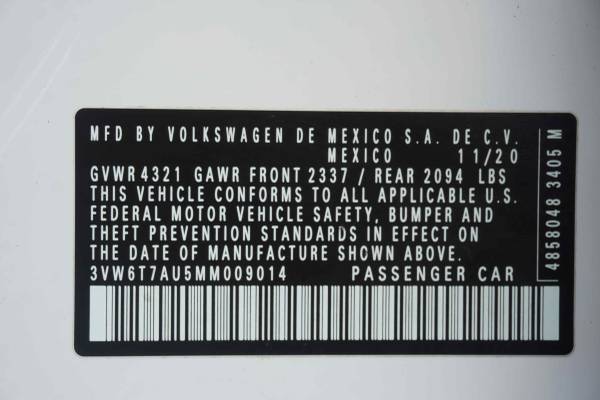 MFD BY VOLKSWAGEN DE MEXICO S.A. DE C.V.
MEXICO 11/20
GVWR 4321 GAWR FRONT 2337 / REAR 2094 LBS
THIS VEHICLE CONFORMS TO ALL APPLICABLE U.S.
FEDERAL MOTOR VEHICLE SAFETY, BUMPER AND
THEFT PREVENTION STANDARDS IN EFFECT ON
THE DATE OF MANUFACTURE SHOWN ABOVE.
3VW6T7AU5MM009014 PASSENGER CAR
4858048 3405 M